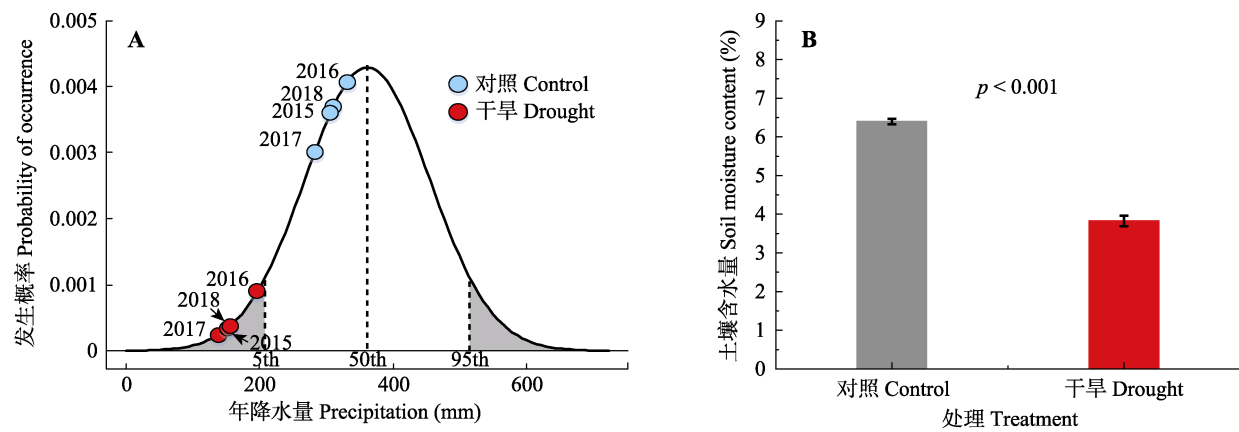 A
发生概率 Probability of occurrence
0.005
0.004
0.003
0.002
0.001
0
2016
2018
2015
2017
对照 Control
干旱 Drought
2016
2018
2017
2015
5th
50th
95th
0
200
400
600
年降水量 Precipitation (mm)
B
土壤含水量 Soil moisture content (%)
9
8
7
6
5
4
3
2
1
0
p < 0.001
对照 Control
干旱 Drought
处理 Treatment